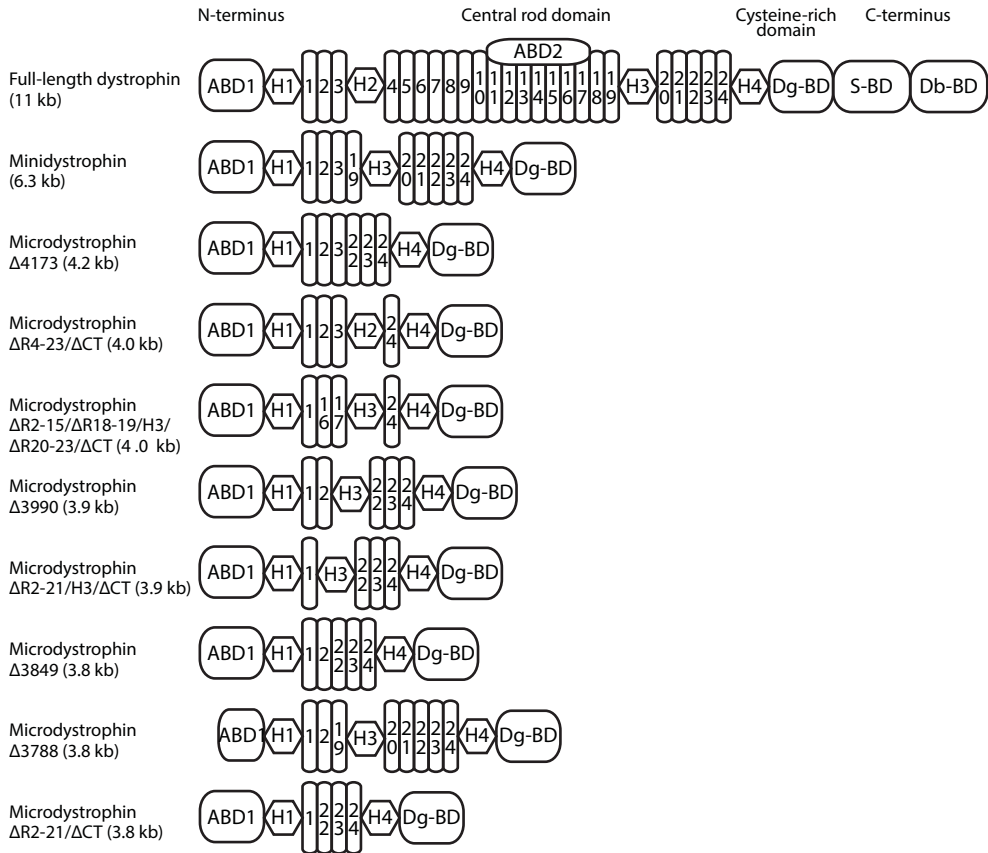 N-terminus Central rod domain Cysteine-rich domain C-terminus
Full-length dystrophin
(11 kb)
ABD1 H1 1 2 3 H2 4 5 6 7 8 9 10 11 12 13 14 15 16 17 18 19 ABD2 H3 20 21 22 23 24 H4 Dg-BD S-BD Db-BD
Minidystrophin
(6.3 kb)
ABD1 H1 1 2 3 19 H3 20 21 22 23 24 H4 Dg-BD
Microdystrophin
Δ4173 (4.2 kb)
ABD1 H1 1 2 3 22 23 24 H4 Dg-BD
Microdystrophin
ΔR4-23/ΔCT (4.0 kb)
ABD1 H1 1 2 3 H2 24 H4 Dg-BD
Microdystrophin
ΔR2-15/ΔR18-19/H3/
ΔR20-23/ΔCT (4 .0 kb)
ABD1 H1 1 16 17 H3 24 H4 Dg-BD
Microdystrophin
Δ3990 (3.9 kb)
ABD1 H1 1 2 H3 22 23 24 H4 Dg-BD
Microdystrophin
ΔR2-21/H3/ΔCT (3.9 kb)
ABD1 H1 1 H3 22 23 24 H4 Dg-BD
Microdystrophin
Δ3849 (3.8 kb)
ABD1 H1 1 2 22 23 24 H4 Dg-BD
Microdystrophin
Δ3788 (3.8 kb)
ABD1 H1 1 2 19 H3 20 21 22 23 24 H4 Dg-BD
Microdystrophin
ΔR2-21/ΔCT (3.8 kb)
ABD1 H1 1 22 23 24 H4 Dg-BD